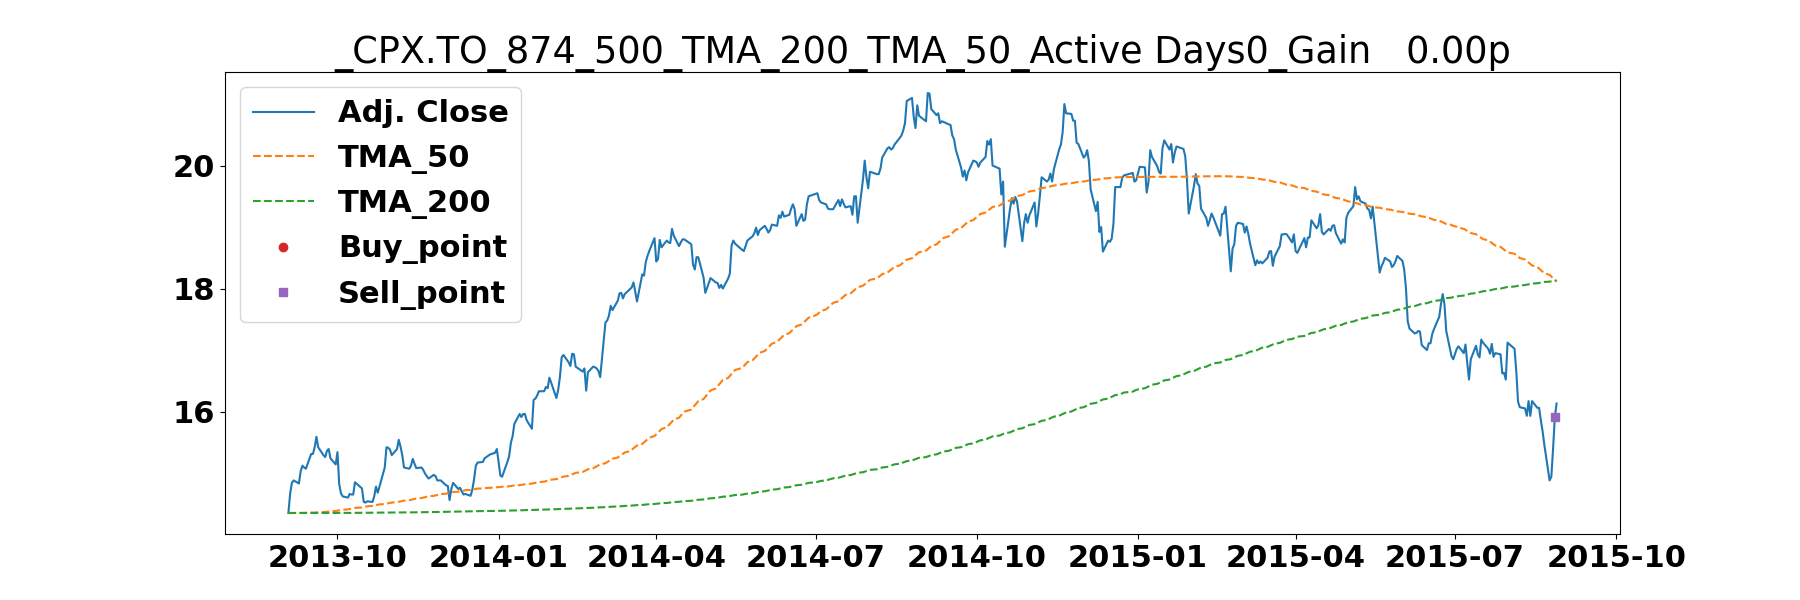 _CPX.TO_874_500_TMA_200_TMA_50_Active Days0_Gain   0.00p
Adj. Close
TMA_50
TMA_200
Buy_point
Sell_point
20
18
16
2013-10 2014-01 2014-04 2014-07 2014-10 2015-01 2015-04 2015-07 2015-10